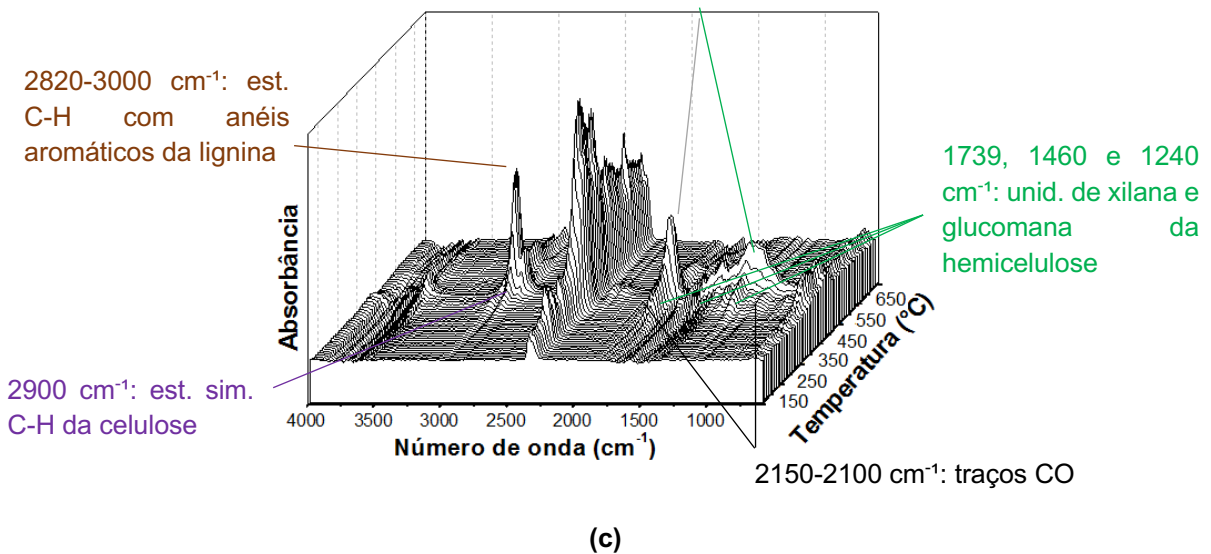 2820-3000 cm⁻¹: est.
C-H com anéis
aromáticos da lignina
1739, 1460 e 1240
cm⁻¹: unid. de xilana e
glucomana da
hemicelulose
Absorbância
2900 cm⁻¹: est. sim.
C-H da celulose
650
550
450
350
250
150
Temperatura (°C)
4000 3500 3000 2500 2000 1500 1000
Número de onda (cm⁻¹)
2150-2100 cm⁻¹: traços CO
(c)